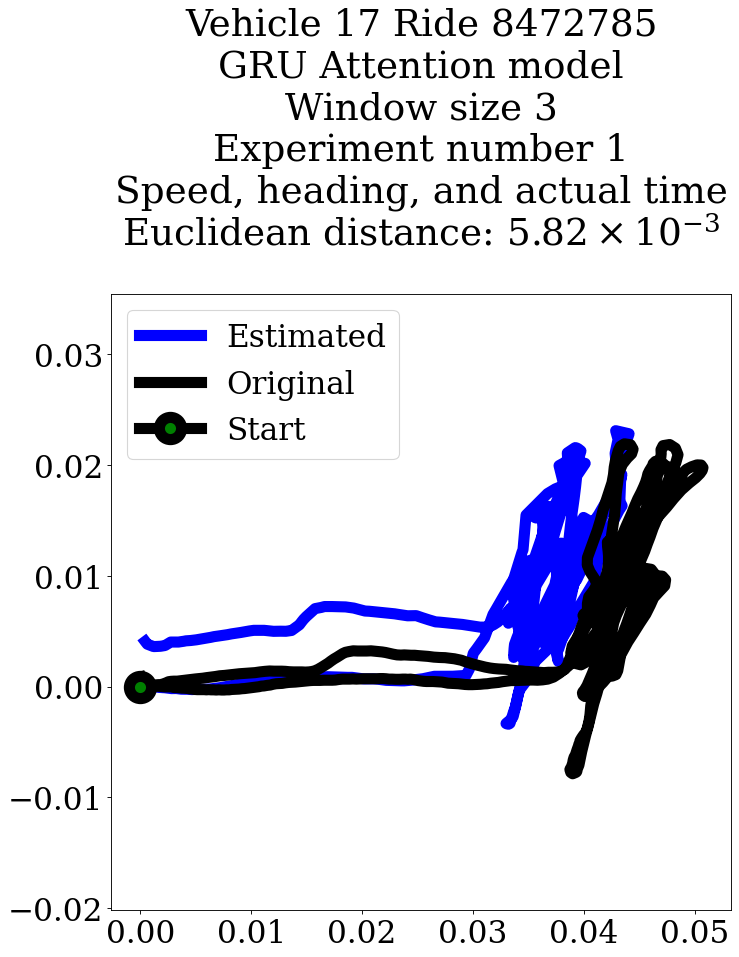 Vehicle 17 Ride 8472785
GRU Attention model
Window size 3
Experiment number 1
Speed, heading, and actual time
Euclidean distance: 5.82 × 10⁻³
Estimated
Original
Start
0.03
0.02
0.01
0.00
−0.01
−0.02
0.00 0.01 0.02 0.03 0.04 0.05